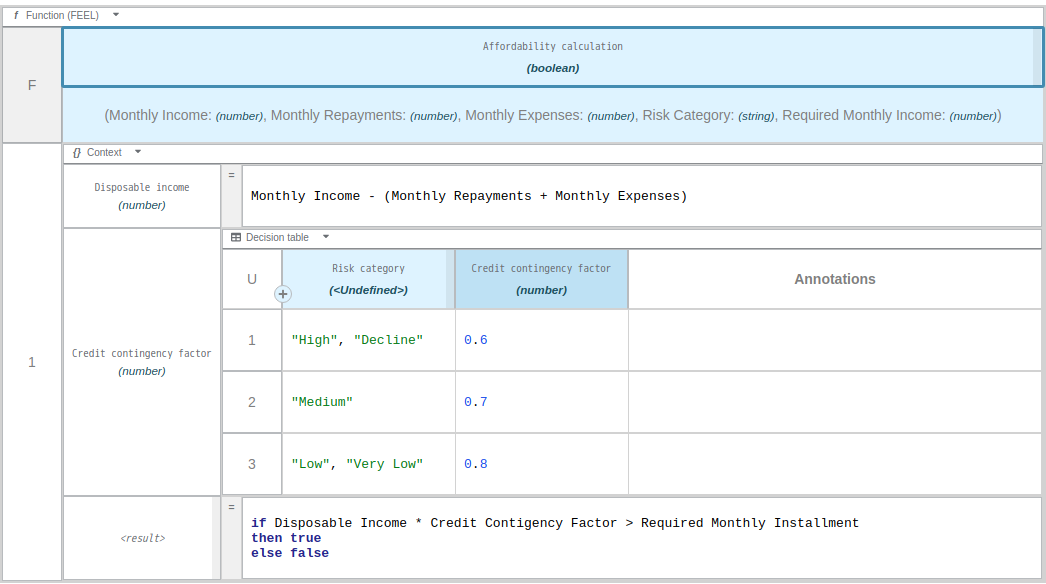 f Function (FEEL)
F
Affordability calculation
(boolean)
(Monthly Income: (number), Monthly Repayments: (number), Monthly Expenses: (number), Risk Category: (string), Required Monthly Income: (number))
1
{} Context
Disposable income
(number)
=
Monthly Income - (Monthly Repayments + Monthly Expenses)
Credit contingency factor
(number)
Decision table
U
Risk category
(<Undefined>)
Credit contingency factor
(number)
Annotations
1 "High", "Decline" 0.6
2 "Medium" 0.7
3 "Low", "Very Low" 0.8
<result>
=
if Disposable Income * Credit Contigency Factor > Required Monthly Installment
then true
else false